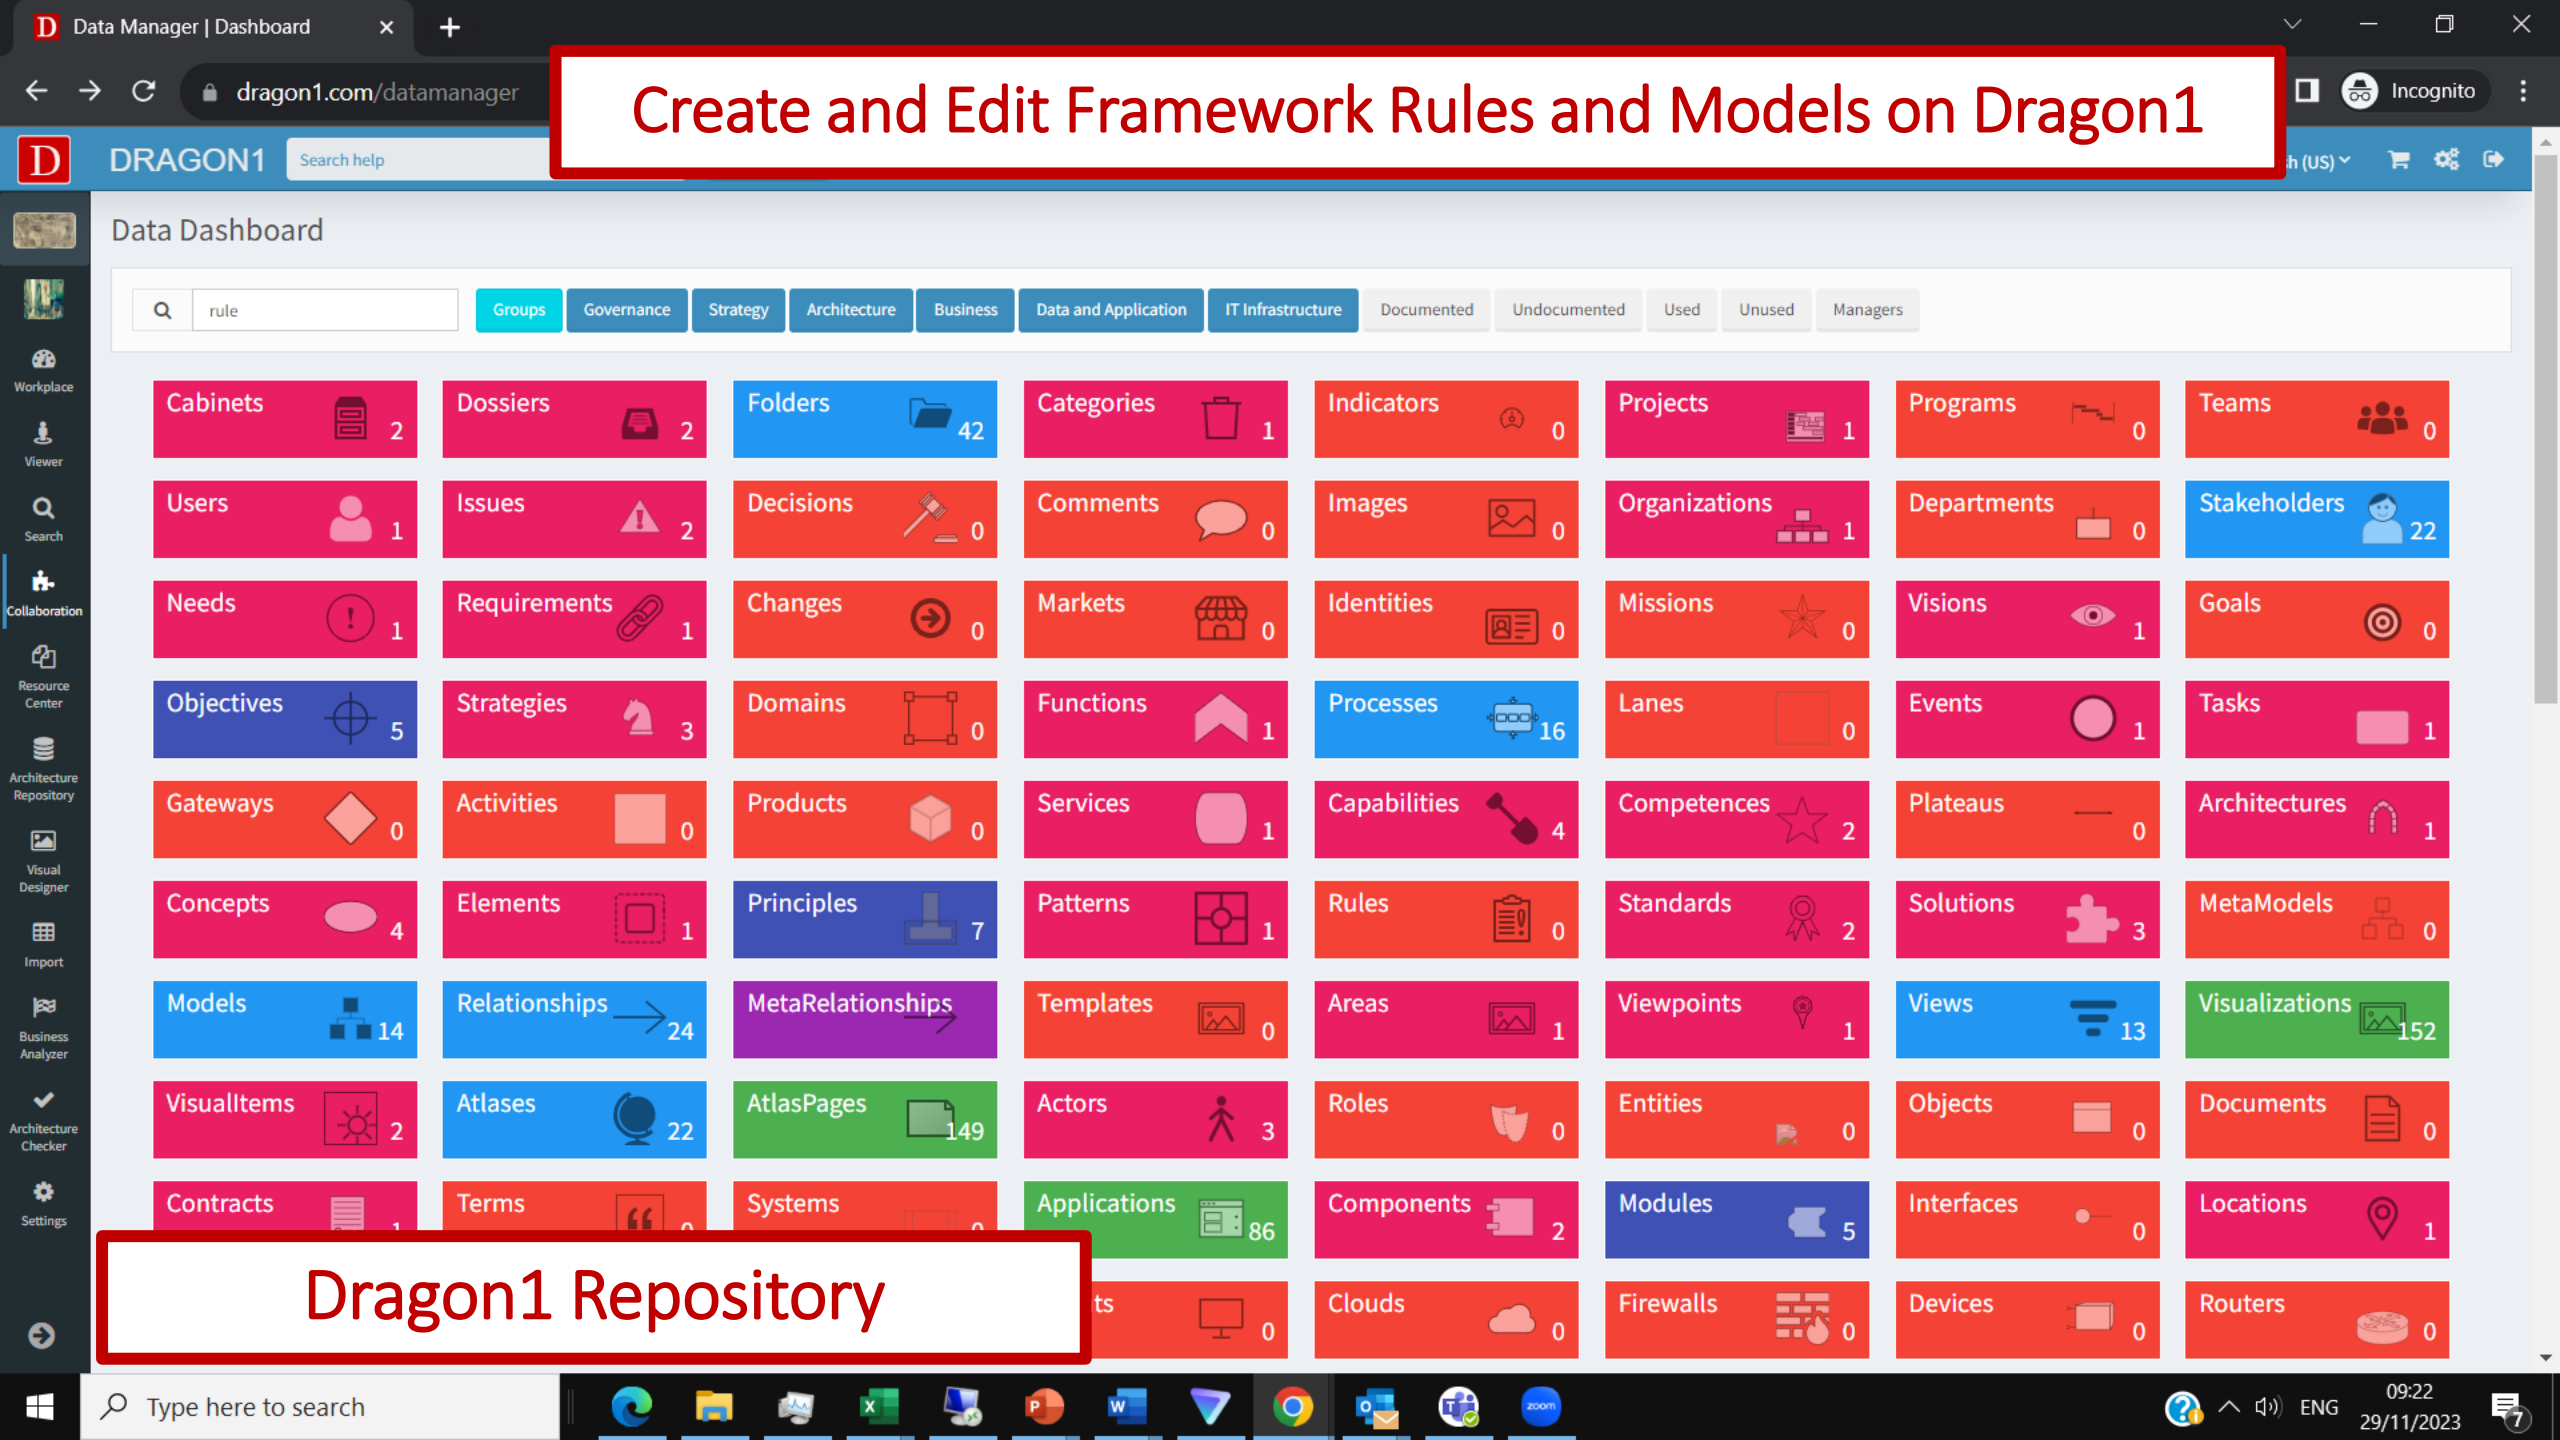 D Data Manager | Dashboard
dragon1.com/datamanager
Create and Edit Framework Rules and Models on Dragon1
Incognito
D DRAGON1 Search help
h (US)
Data Dashboard
rule Groups Governance Strategy Architecture Business Data and Application IT Infrastructure Documented Undocumented Used Unused Managers
Workplace
Viewer
Search
Collaboration
Resource
Center
Architecture
Repository
Visual
Designer
Import
Business
Analyzer
Architecture
Checker
Settings
Cabinets 2 Dossiers 2 Folders 42 Categories 1 Indicators 0 Projects 1 Programs 0 Teams 0
Users 1 Issues 2 Decisions 0 Comments 0 Images 0 Organizations 1 Departments 0 Stakeholders 22
Needs 1 Requirements 1 Changes 0 Markets 0 Identities 0 Missions 0 Visions 1 Goals 0
Objectives 5 Strategies 3 Domains 0 Functions 1 Processes 16 Lanes 0 Events 1 Tasks 1
Gateways 0 Activities 0 Products 0 Services 1 Capabilities 4 Competences 2 Plateaus 0 Architectures 1
Concepts 4 Elements 1 Principles 7 Patterns 1 Rules 0 Standards 2 Solutions 3 MetaModels 0
Models 14 Relationships 24 MetaRelationships Templates 0 Areas 1 Viewpoints 1 Views 13 Visualizations 152
VisualItems 2 Atlases 22 AtlasPages 149 Actors 3 Roles 0 Entities 0 Objects 0 Documents 0
Contracts 1 Terms 0 Systems 0 Applications 86 Components 2 Modules 5 Interfaces 0 Locations 1
Dragon1 Repository
ts 0 Clouds 0 Firewalls 0 Devices 0 Routers 0
Type here to search
zoom
ENG
09:22
29/11/2023
7